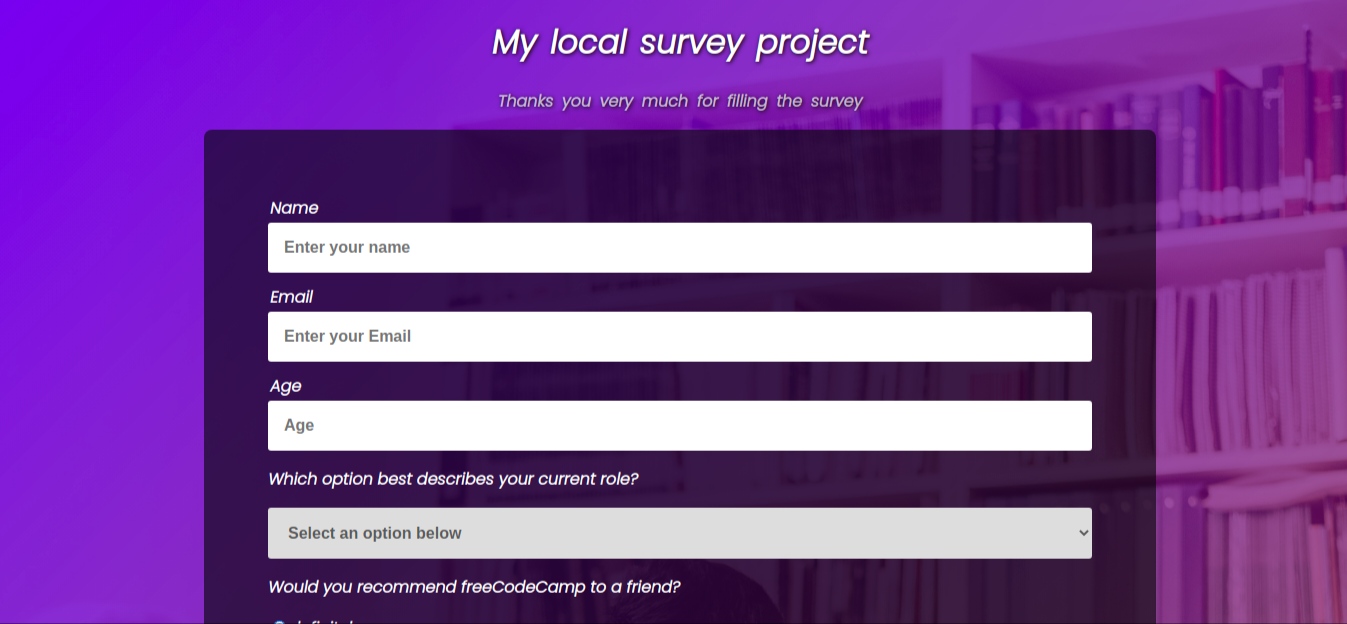 My local survey project
Thanks you very much for filling the survey
Name
Enter your name
Email
Enter your Email
Age
Age
Which option best describes your current role?
Select an option below
Would you recommend freeCodeCamp to a friend?